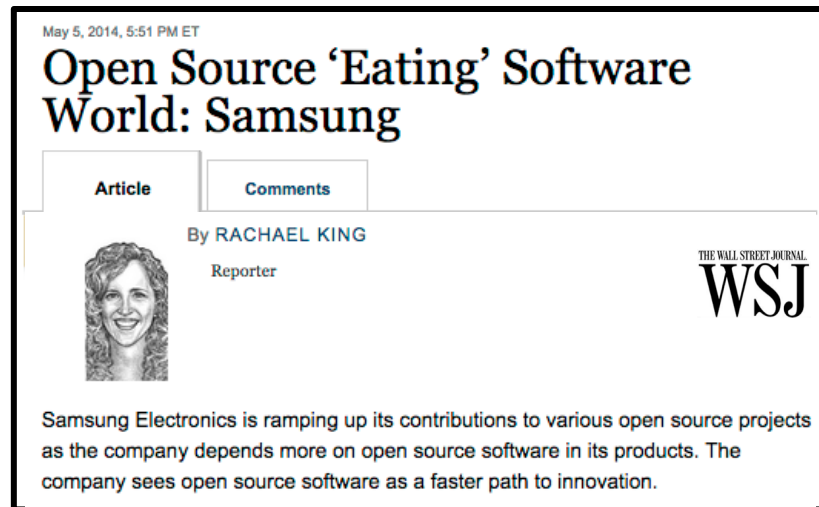 May 5, 2014, 5:51 PM ET
Open Source ‘Eating’ Software
World: Samsung
Article
Comments
By RACHAEL KING
Reporter
THE WALL STREET JOURNAL.
WSJ
Samsung Electronics is ramping up its contributions to various open source projects
as the company depends more on open source software in its products. The
company sees open source software as a faster path to innovation.